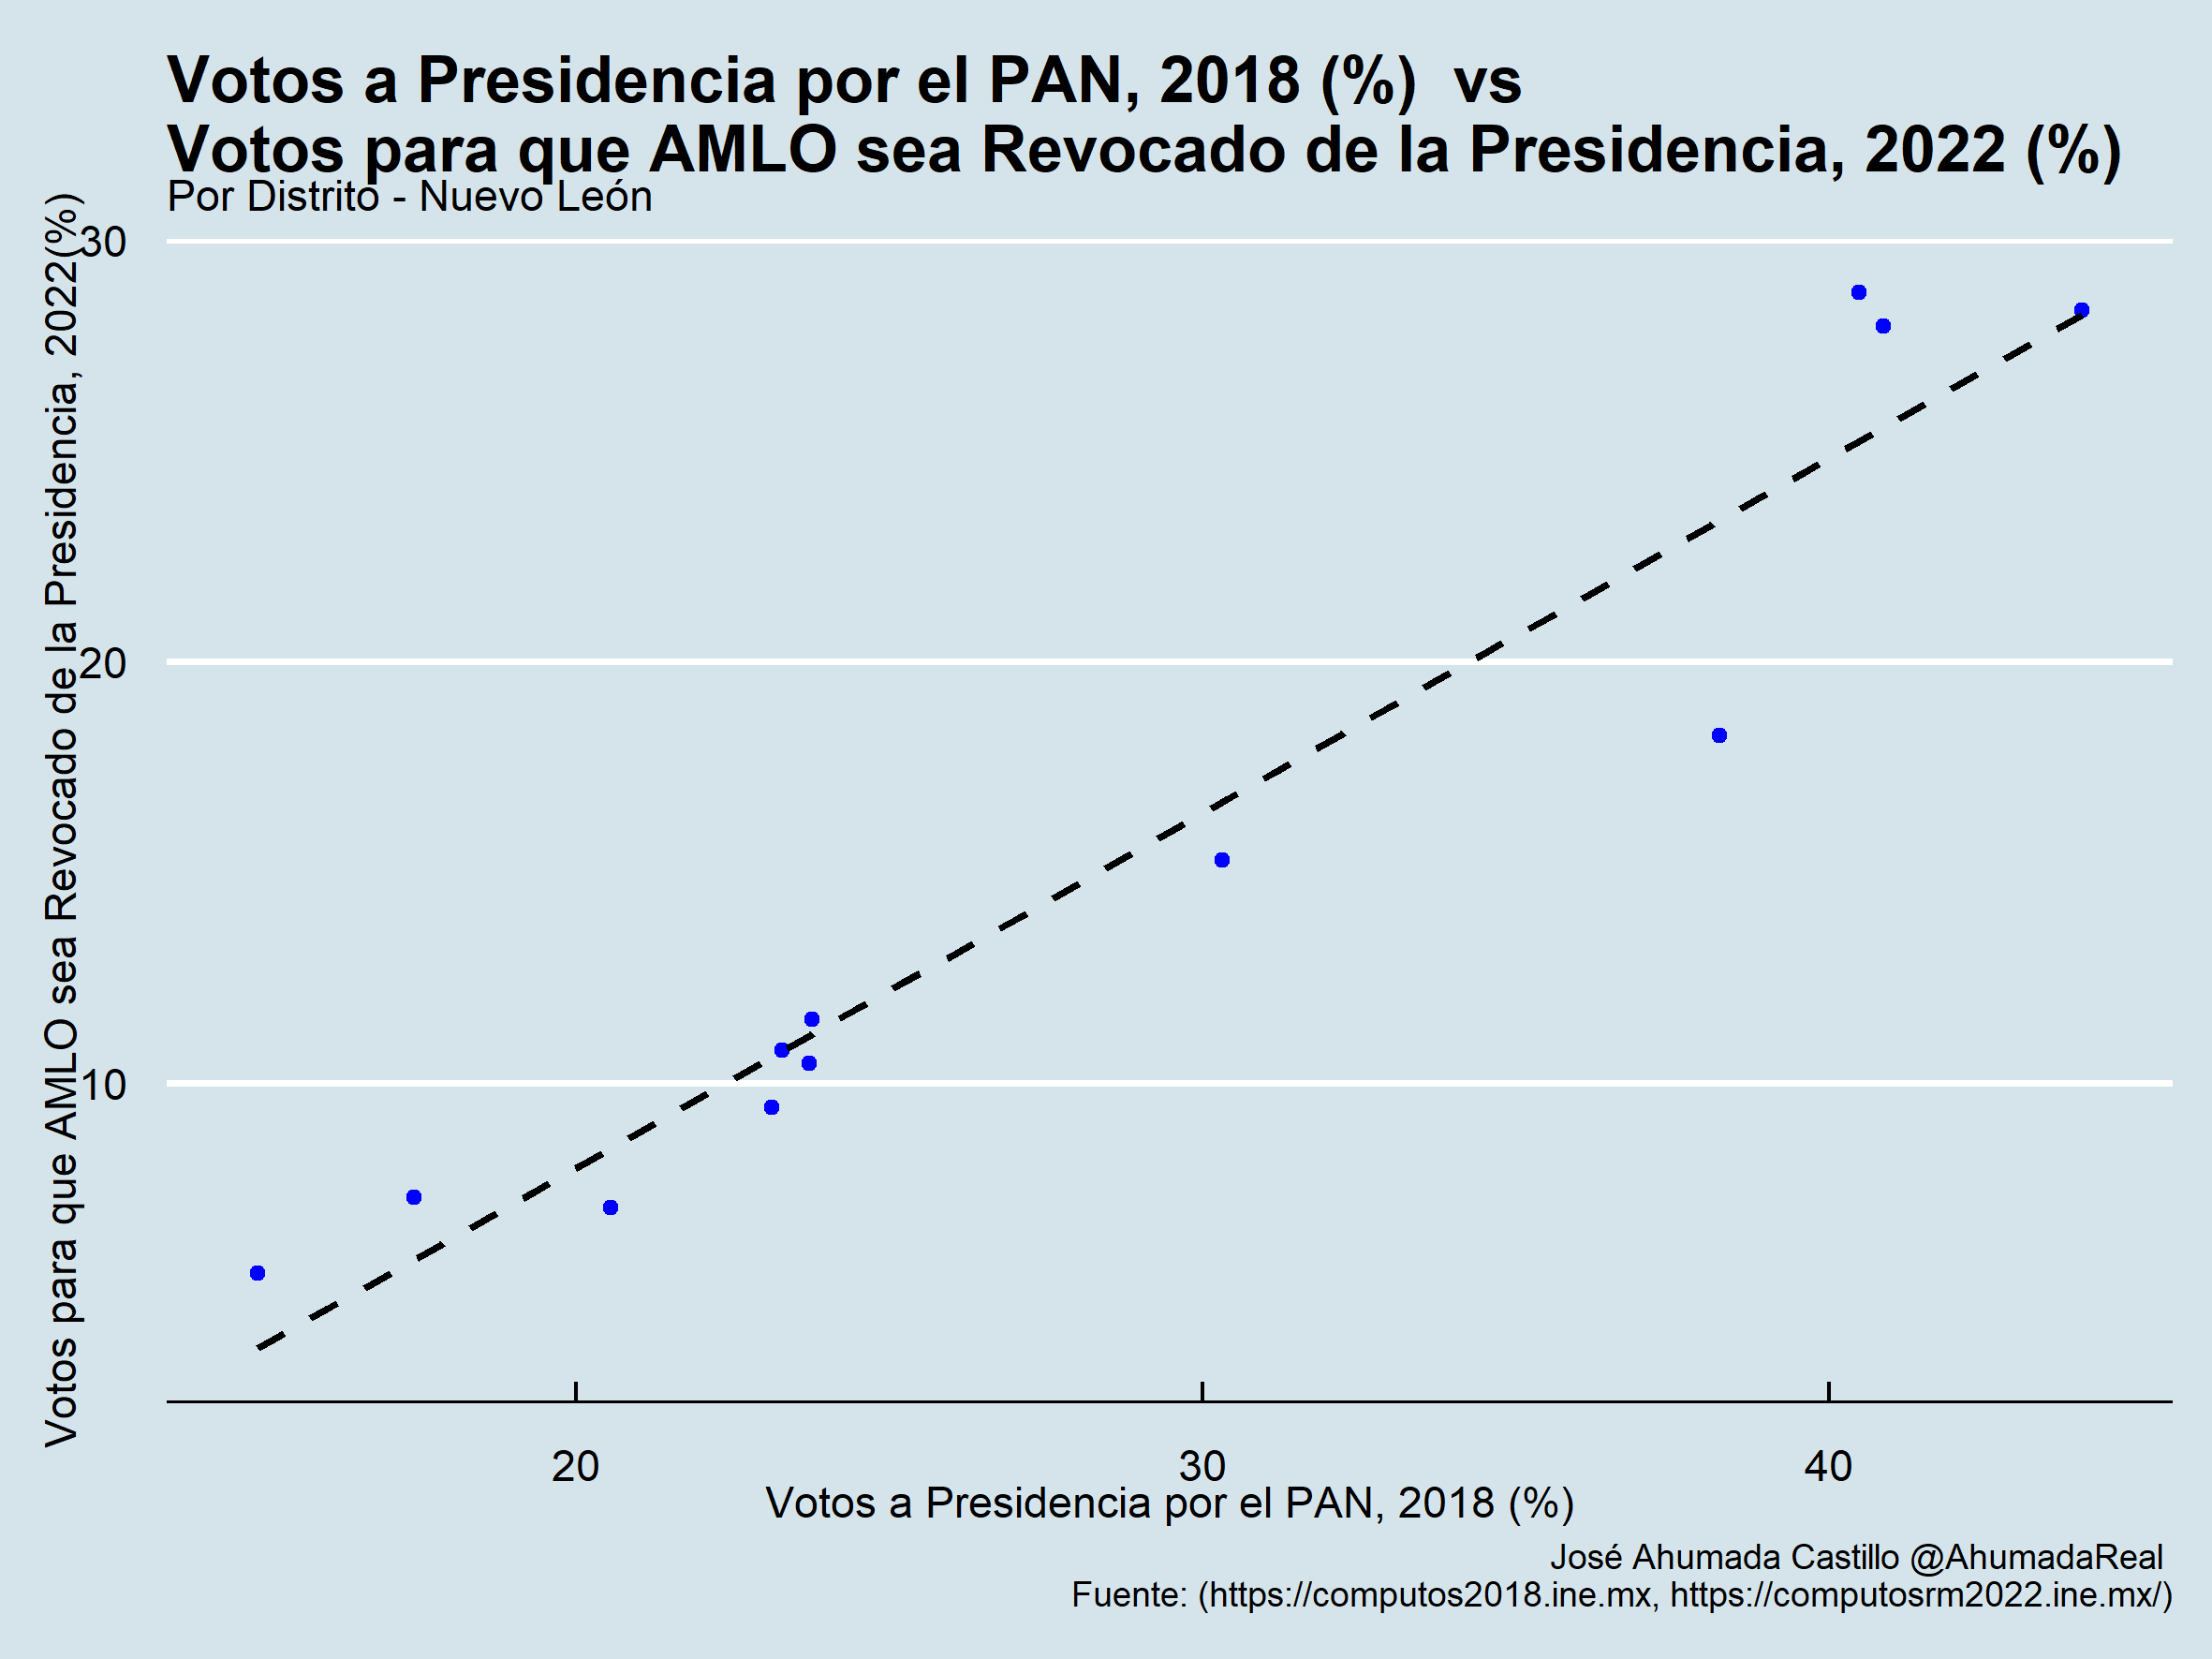 Votos a Presidencia por el PAN, 2018 (%)  vs
Votos para que AMLO sea Revocado de la Presidencia, 2022 (%)
Por Distrito - Nuevo León
Votos para que AMLO sea Revocado de la Presidencia, 2022(%)
30
20
10
20
30
40
Votos a Presidencia por el PAN, 2018 (%)
José Ahumada Castillo @AhumadaReal
Fuente: (https://computos2018.ine.mx, https://computosrm2022.ine.mx/)